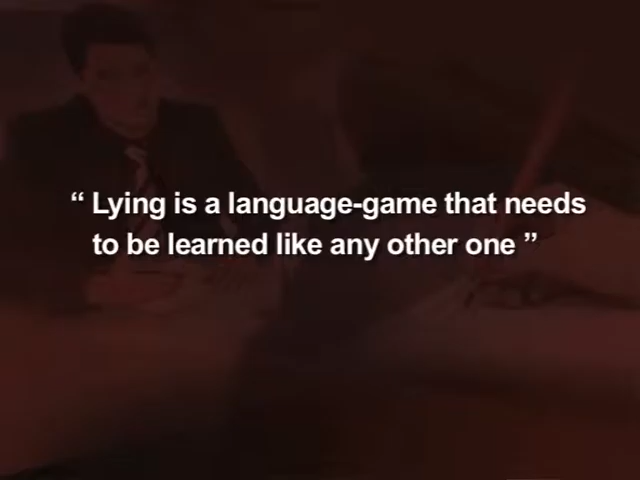 “ Lying is a language-game that needs
to be learned like any other one ”